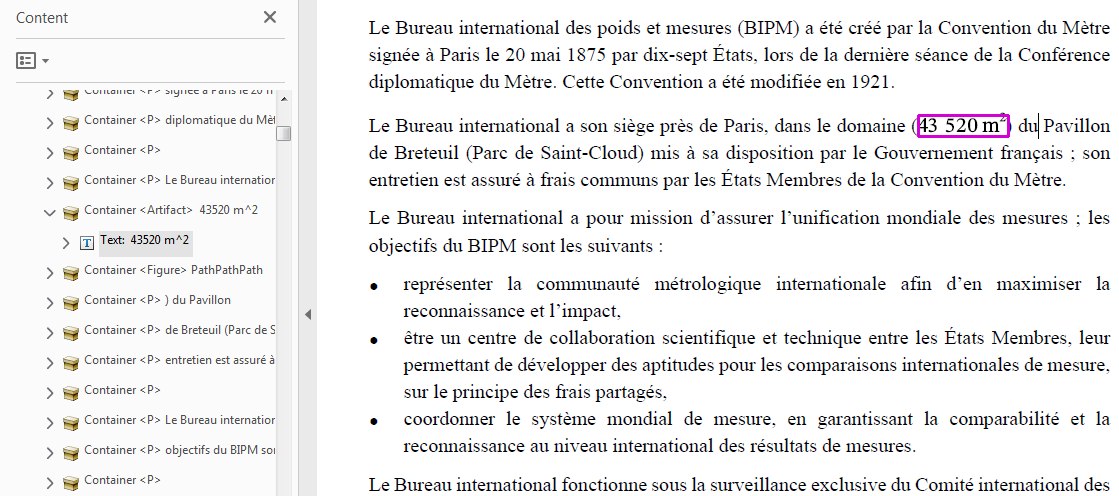 Content
Container <P> signée à Paris le 20 m
Container <P> diplomatique du Mèt
Container <P>
Container <P> Le Bureau internation
Container <Artifact> 43520 m^2
Text: 43520 m^2
Container <Figure> PathPathPath
Container <P> ) du Pavillon
Container <P> de Breteuil (Parc de S
Container <P> entretien est assuré à
Container <P>
Container <P> Le Bureau internation
Container <P> objectifs du BIPM son
Container <P>
Le Bureau international des poids et mesures (BIPM) a été créé par la Convention du Mètre
signée à Paris le 20 mai 1875 par dix-sept États, lors de la dernière séance de la Conférence
diplomatique du Mètre. Cette Convention a été modifiée en 1921.
Le Bureau international a son siège près de Paris, dans le domaine (43 520 m²) du Pavillon
de Breteuil (Parc de Saint-Cloud) mis à sa disposition par le Gouvernement français ; son
entretien est assuré à frais communs par les États Membres de la Convention du Mètre.
Le Bureau international a pour mission d’assurer l’unification mondiale des mesures ; les
objectifs du BIPM sont les suivants :
• représenter la communauté métrologique internationale afin d’en maximiser la
reconnaissance et l’impact,
• être un centre de collaboration scientifique et technique entre les États Membres, leur
permettant de développer des aptitudes pour les comparaisons internationales de mesure,
sur le principe des frais partagés,
• coordonner le système mondial de mesure, en garantissant la comparabilité et la
reconnaissance au niveau international des résultats de mesures.
Le Bureau international fonctionne sous la surveillance exclusive du Comité international des